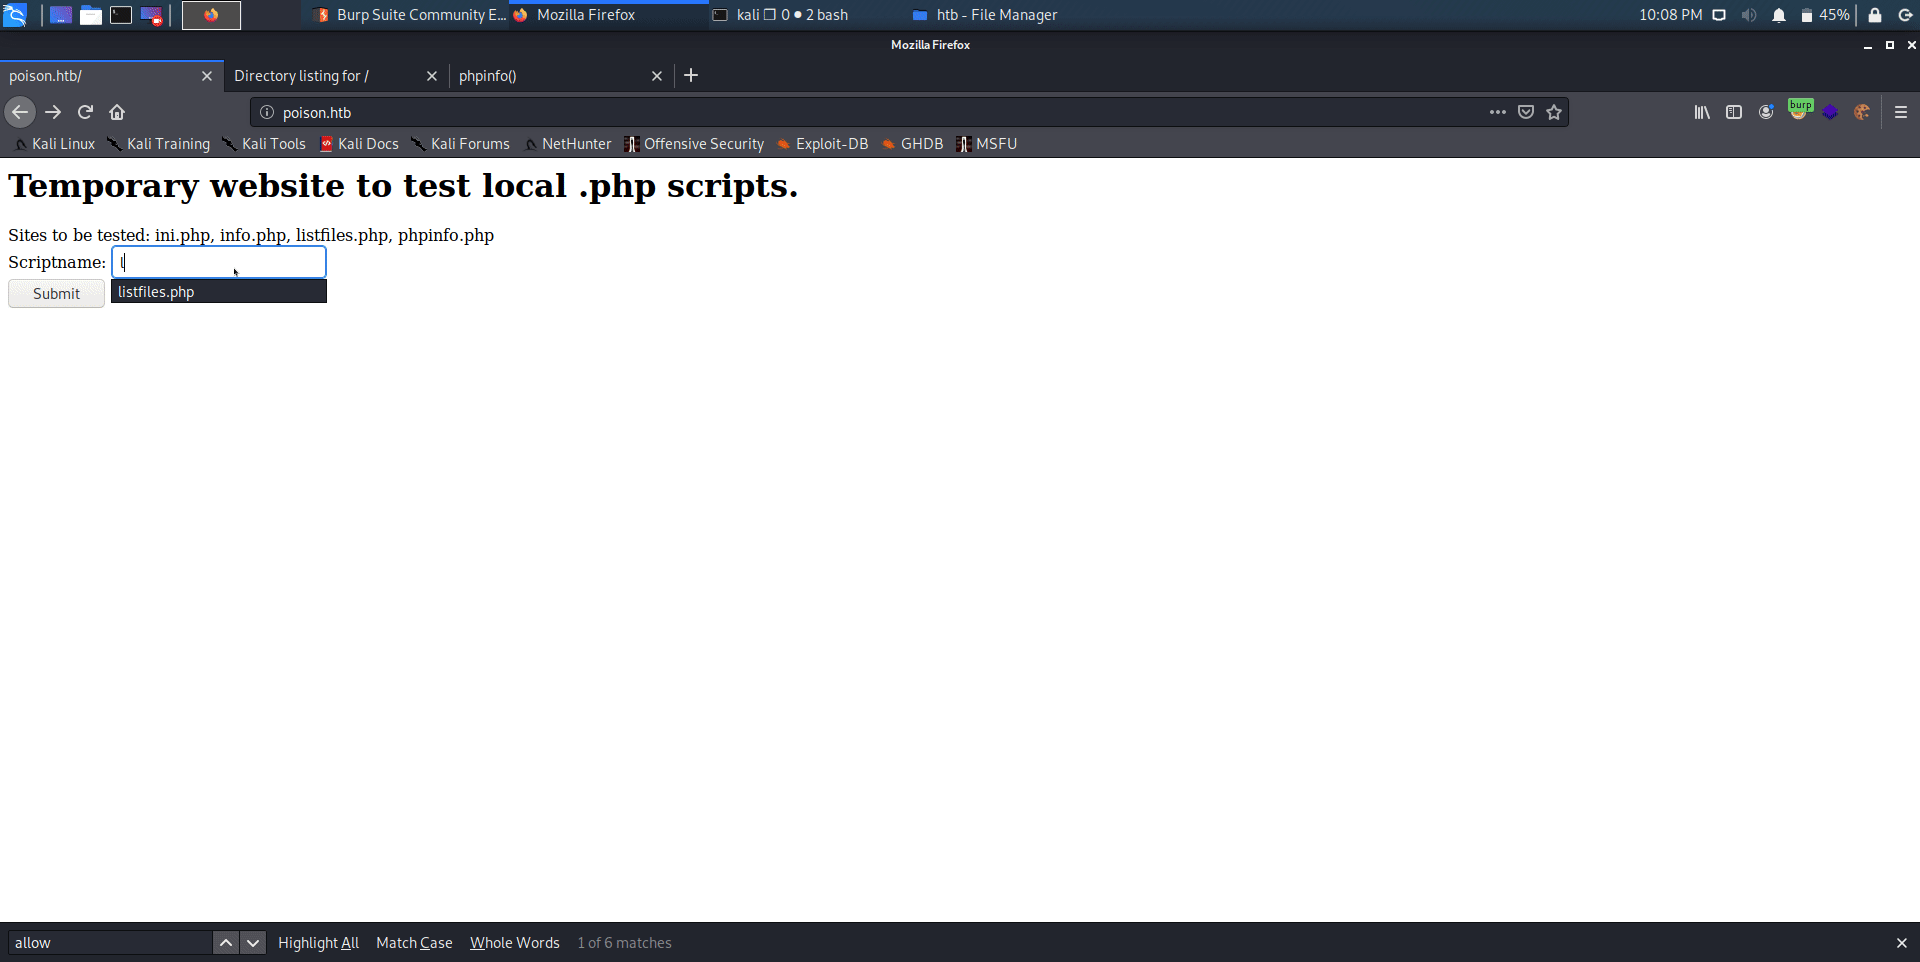 Burp Suite Community E...
Mozilla Firefox
kali ❐ 0 ● 2 bash
htb - File Manager
10:08 PM
45%
Mozilla Firefox
poison.htb/
Directory listing for /
phpinfo()
poison.htb
burp
Kali Linux
Kali Training
Kali Tools
Kali Docs
Kali Forums
NetHunter
Offensive Security
Exploit-DB
GHDB
MSFU
Temporary website to test local .php scripts.
Sites to be tested: ini.php, info.php, listfiles.php, phpinfo.php
Scriptname: l
Submit
listfiles.php
allow
Highlight All
Match Case
Whole Words
1 of 6 matches